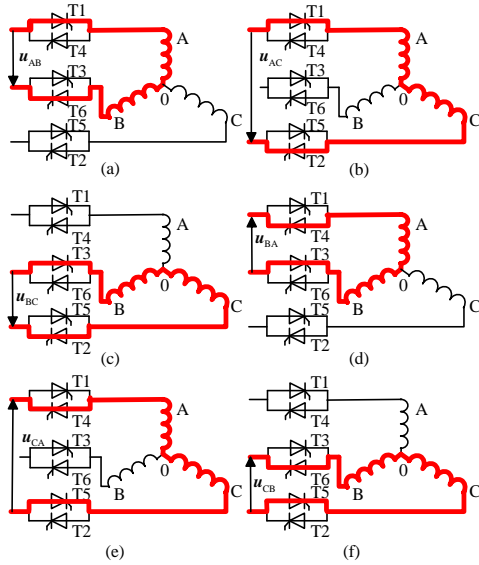 T1
T4
A
u_AB
T3
T6
0
B
C
T5
T2
(a)
T1
T4
A
u_AC
T3
T6
0
B
C
T5
T2
(b)
T1
T4
A
T3
u_BC
T6
0
B
C
T5
T2
(c)
T1
T4
A
u_BA
T3
T6
0
B
C
T5
T2
(d)
T1
T4
A
u_CA
T3
T6
0
B
C
T5
T2
(e)
T1
T4
A
T3
u_CB
T6
0
B
C
T5
T2
(f)